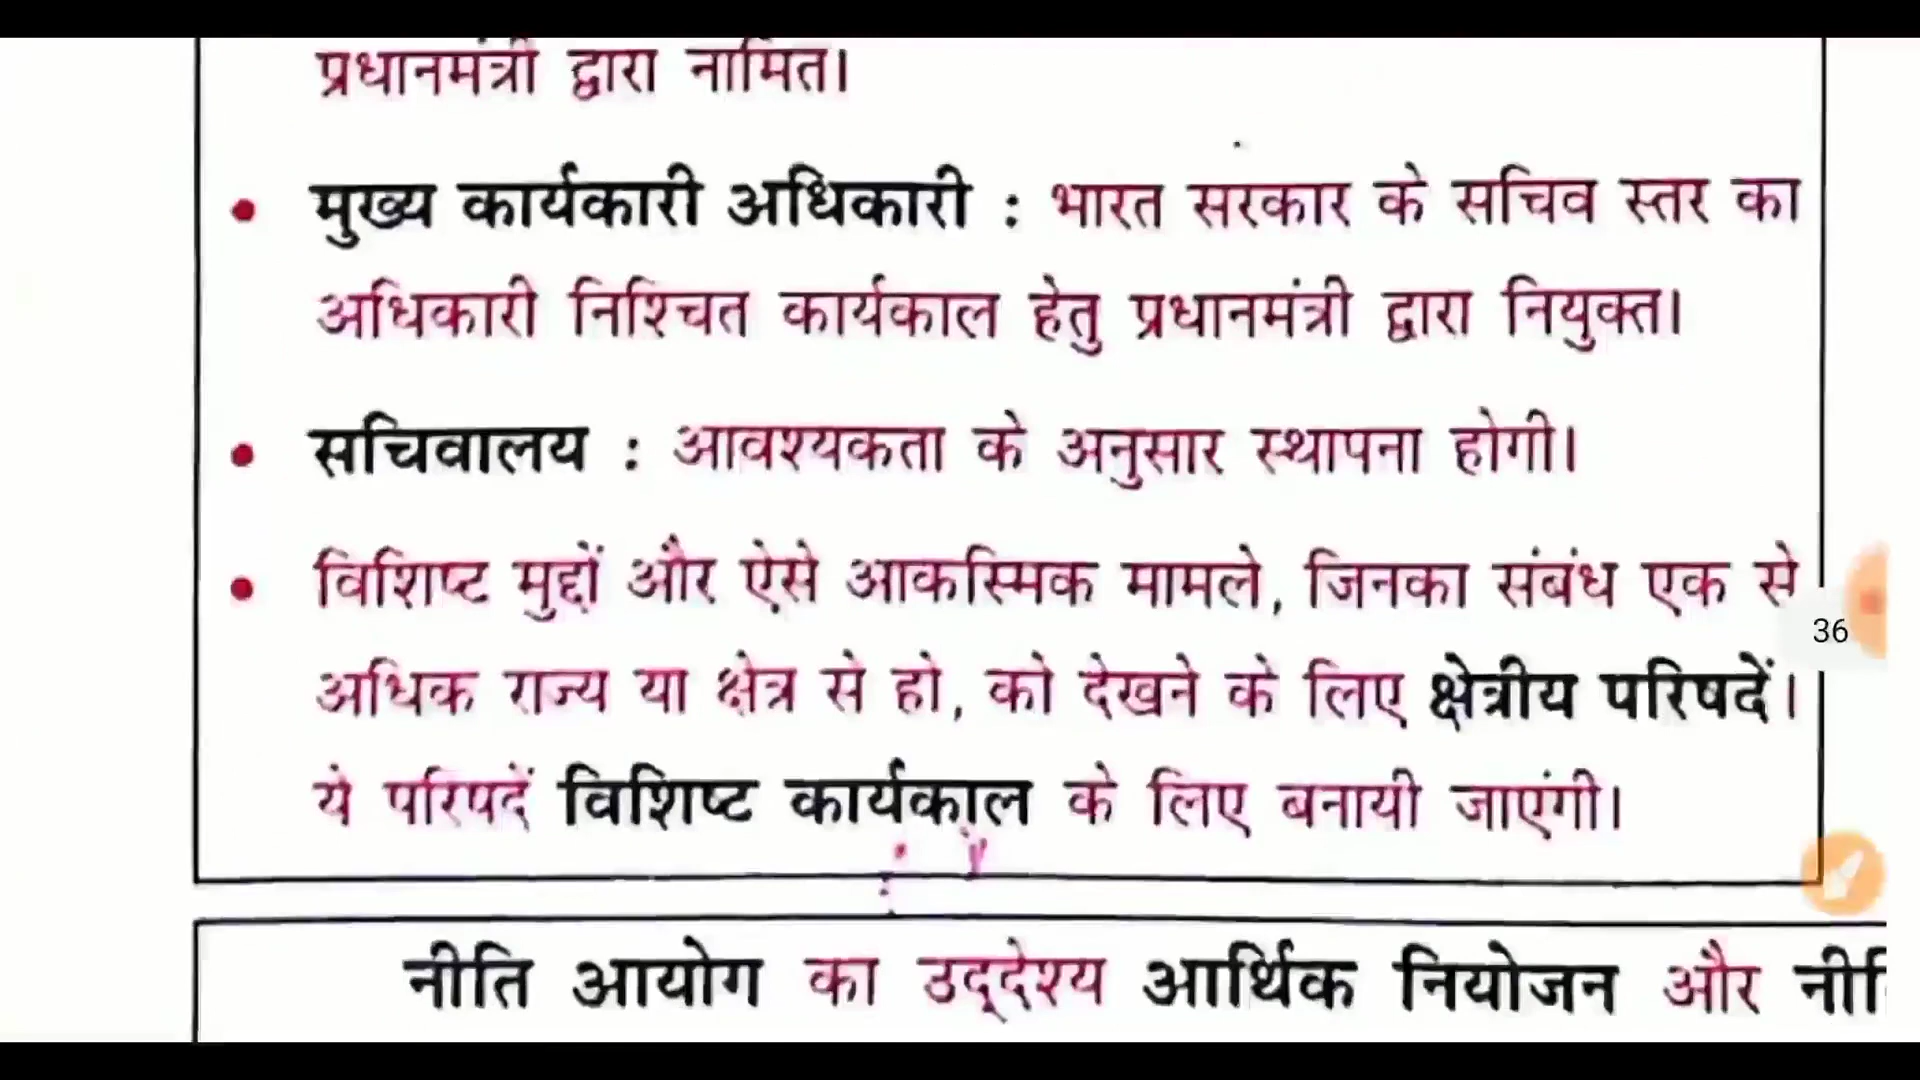 प्रधानमंत्री द्वारा नामित।
• मुख्य कार्यकारी अधिकारी : भारत सरकार के सचिव स्तर का
अधिकारी निश्चित कार्यकाल हेतु प्रधानमंत्री द्वारा नियुक्त।
• सचिवालय : आवश्यकता के अनुसार स्थापना होगी।
• विशिष्ट मुद्दों और ऐसे आकस्मिक मामले, जिनका संबंध एक से
36
अधिक राज्य या क्षेत्र से हो, को देखने के लिए क्षेत्रीय परिषदें।
ये परिषदें विशिष्ट कार्यकाल के लिए बनायी जाएंगी।
नीति आयोग का उद्देश्य आर्थिक नियोजन और